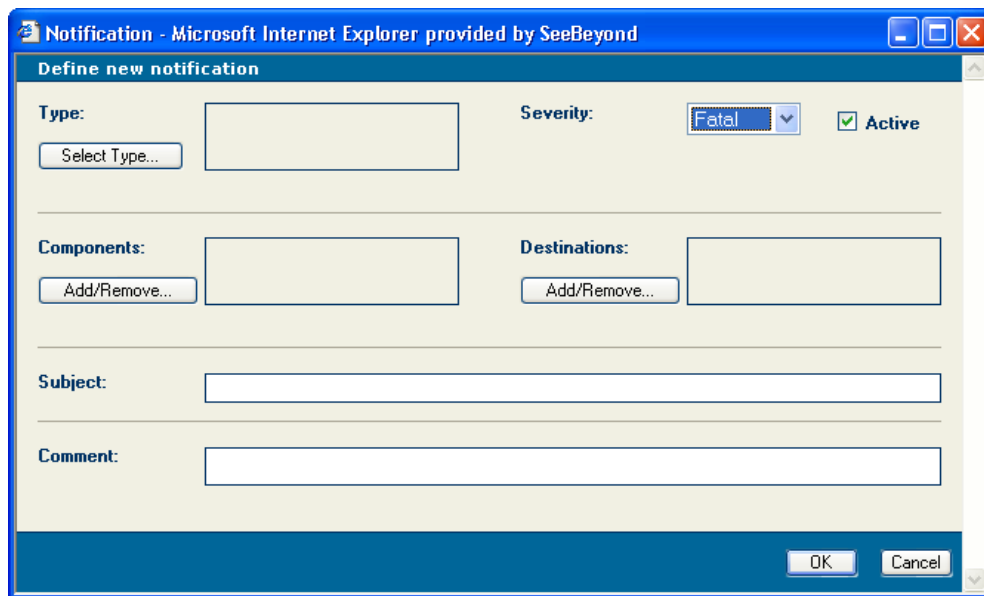 Notification - Microsoft Internet Explorer provided by SeeBeyond
Define new notification
Type:
Severity:
Fatal
Active
Select Type...
Components:
Destinations:
Add/Remove...
Add/Remove...
Subject:
Comment:
OK
Cancel